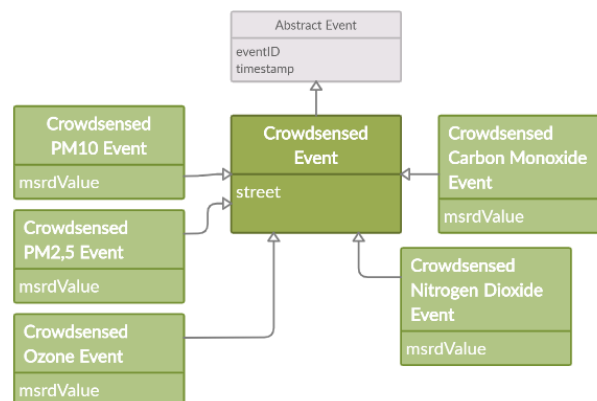 Abstract Event
eventID
timestamp
Crowdsensed
PM10 Event
msrdValue
Crowdsensed
Event
street
Crowdsensed
Carbon Monoxide
Event
msrdValue
Crowdsensed
PM2,5 Event
msrdValue
Crowdsensed
Nitrogen Dioxide
Event
msrdValue
Crowdsensed
Ozone Event
msrdValue